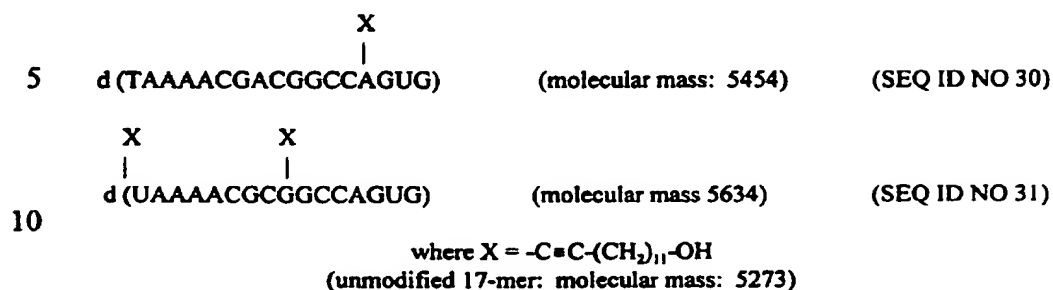 X
|
5 d (TAAAACGACGGCCAGUG) (molecular mass: 5454) (SEQ ID NO 30)
X X
| |
d (UAAAACGCGGCCAGUG) (molecular mass 5634) (SEQ ID NO 31)
10
where X = -C≡C-(CH₂)₁₁-OH
(unmodified 17-mer: molecular mass: 5273)